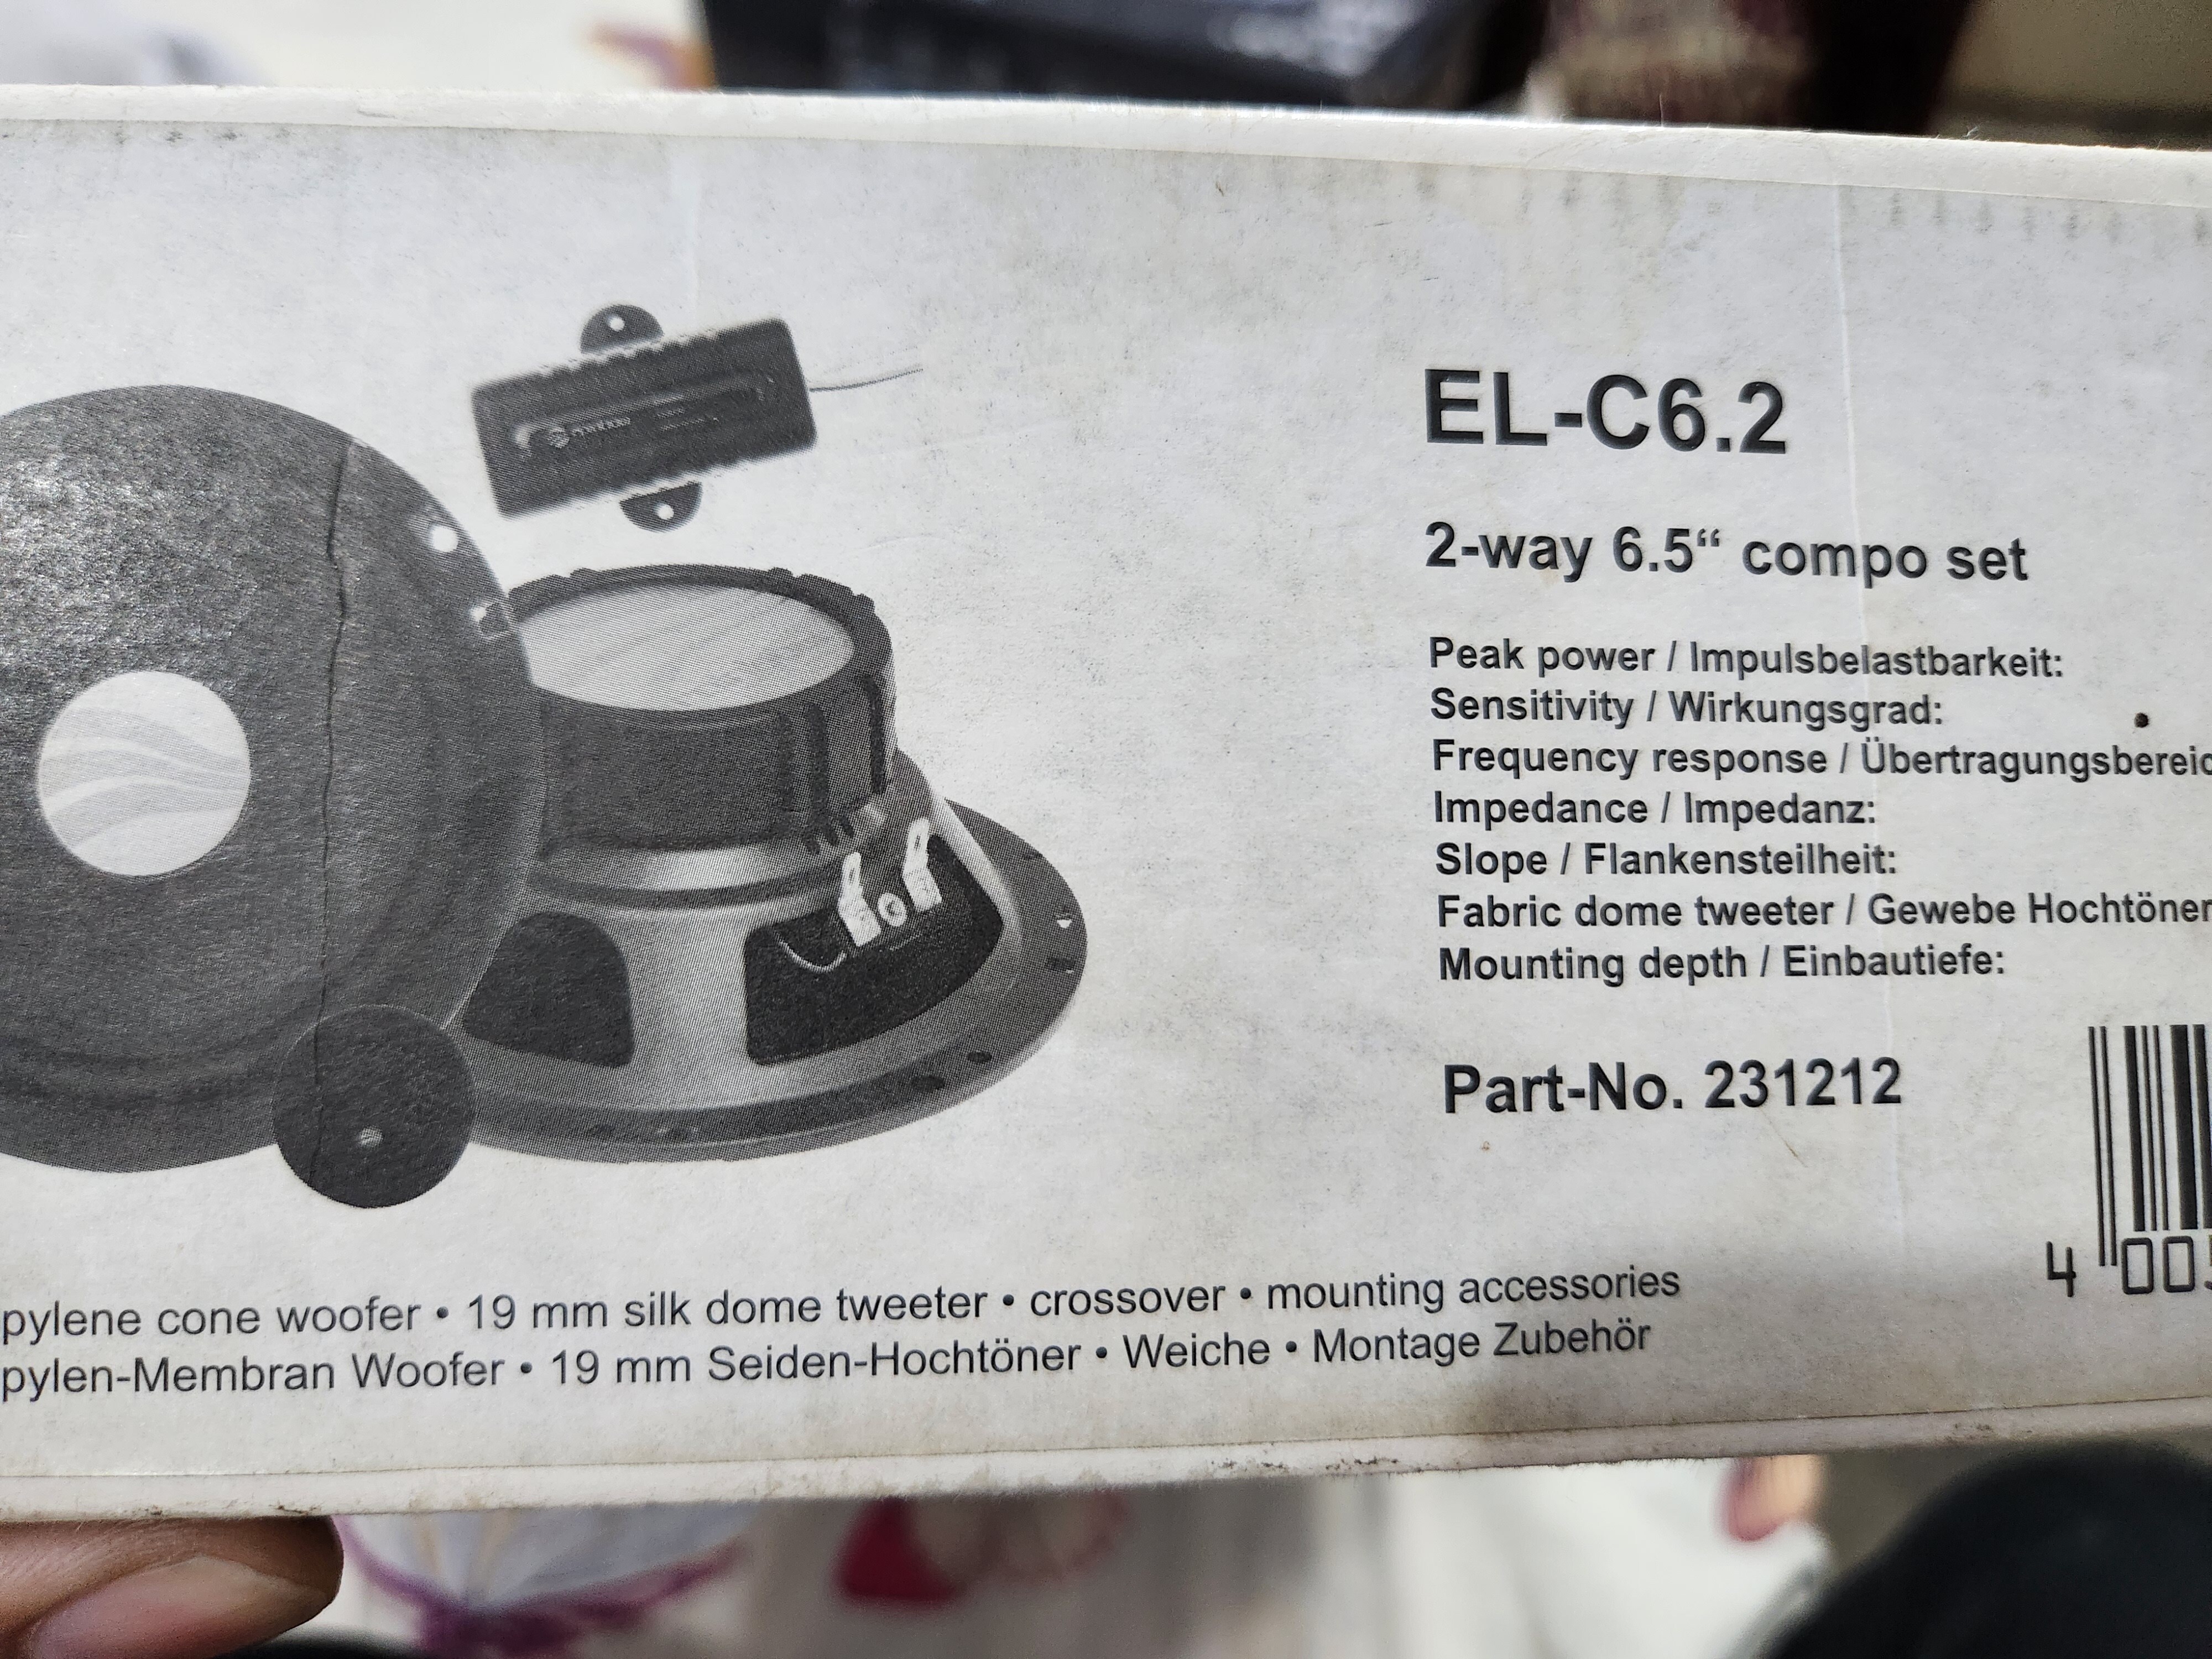 EL-C6.2
2-way 6.5“ compo set
Peak power / Impulsbelastbarkeit:
Sensitivity / Wirkungsgrad:
Frequency response / Übertragungsbereic
Impedance / Impedanz:
Slope / Flankensteilheit:
Fabric dome tweeter / Gewebe Hochtöner
Mounting depth / Einbautiefe:
Part-No. 231212
4 005
pylene cone woofer • 19 mm silk dome tweeter • crossover • mounting accessories
pylen-Membran Woofer • 19 mm Seiden-Hochtöner • Weiche • Montage Zubehör